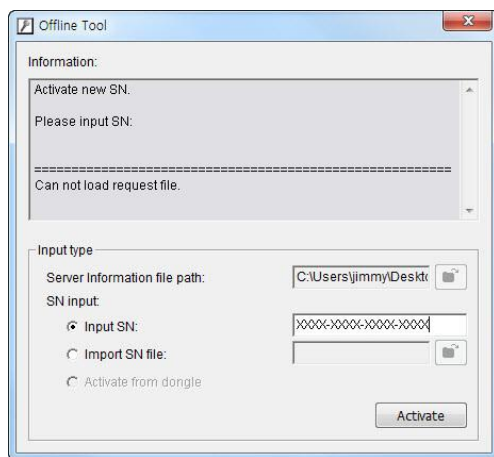 Offline Tool
Information:
Activate new SN.
Please input SN:
========================================================
Can not load request file.
Input type
Server Information file path:
C:\Users\jimmy\Deskt
SN input:
Input SN:
XXXX-XXXX-XXXX-XXXX
Import SN file:
Activate from dongle
Activate